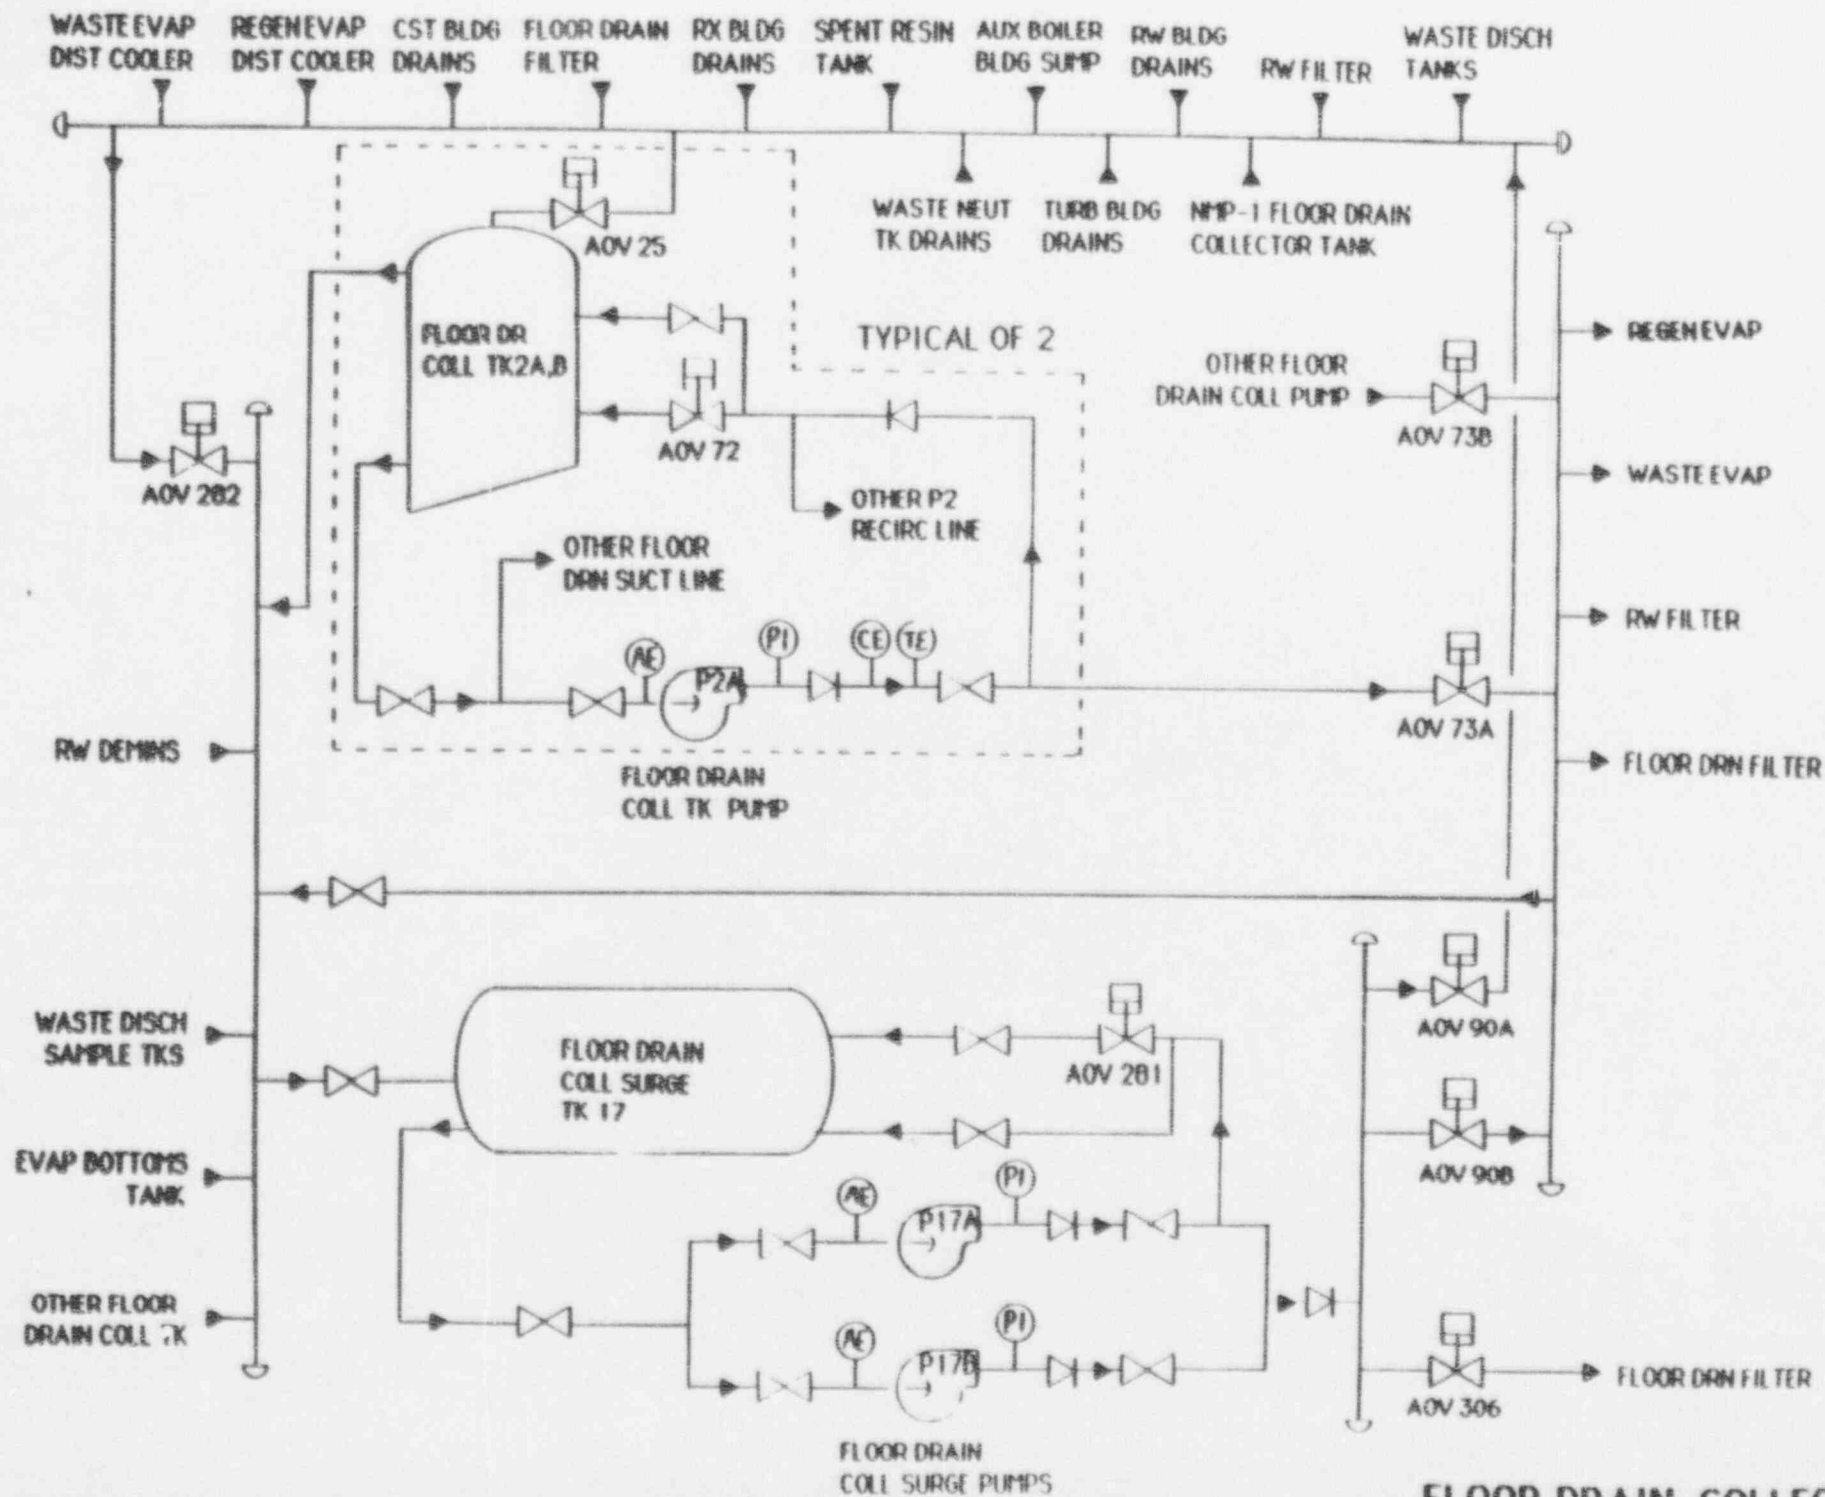 WASTE EVAP
DIST COOLER
REGEN EVAP
DIST COOLER
CST BLDG
DRAINS
FLOOR DRAIN
FILTER
RX BLDG
DRAINS
SPENT RESIN
TANK
AUX BOILER
BLDG SUMP
RW BLDG
DRAINS
RW FILTER
WASTE DISCH
TANKS
WASTE NEUT
TK DRAINS
TURB BLDG
DRAINS
NMP-1 FLOOR DRAIN
COLLECTOR TANK
AOV 25
FLOOR DR
COLL TK2A,B
TYPICAL OF 2
AOV 72
OTHER P2
RECIRC LINE
OTHER FLOOR
DRN SUCT LINE
AOV 282
OTHER FLOOR
DRAIN COLL PUMP
AOV 73B
REGEN EVAP
WASTE EVAP
RW FILTER
FLOOR DRN FILTER
AE
P2A
PI
CE
TE
AOV 73A
FLOOR DRAIN
COLL TK PUMP
RW DEMINS
WASTE DISCH
SAMPLE TKS
EVAP BOTTOMS
TANK
OTHER FLOOR
DRAIN COLL TK
FLOOR DRAIN
COLL SURGE
TK 17
AOV 281
AOV 90A
AOV 90B
AE
P17A
PI
AE
P17B
PI
AOV 306
FLOOR DRN FILTER
FLOOR DRAIN
COLL SURGE PUMPS